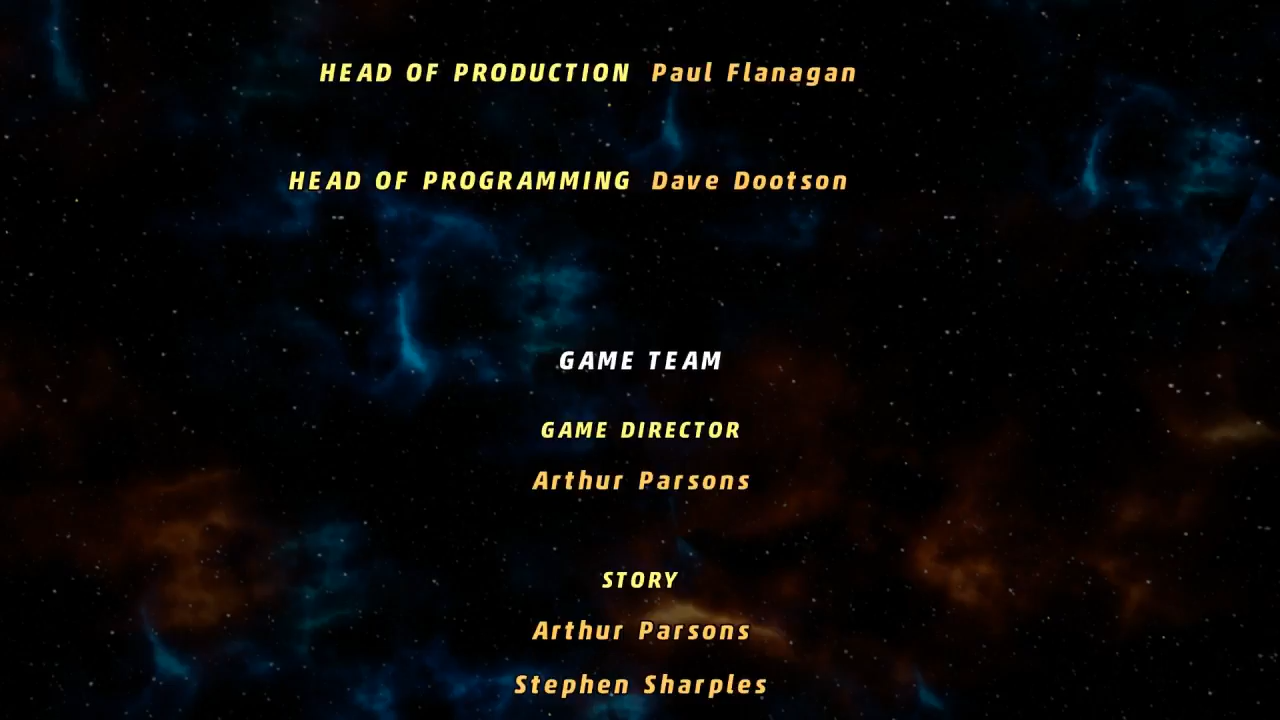 HEAD OF PRODUCTION Paul Flanagan
HEAD OF PROGRAMMING Dave Dootson
GAME TEAM
GAME DIRECTOR
Arthur Parsons
STORY
Arthur Parsons
Stephen Sharples